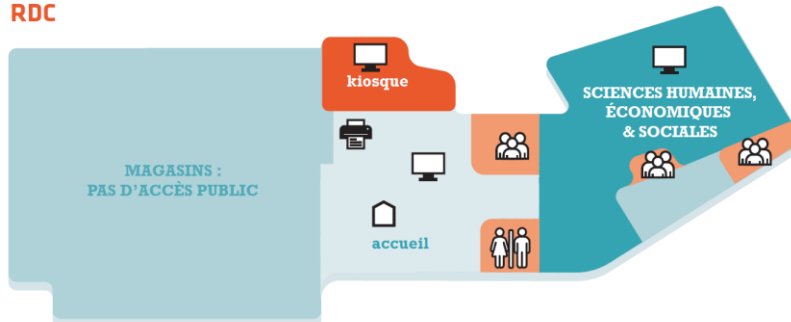 RDC
kiosque
SCIENCES HUMAINES,
ÉCONOMIQUES
& SOCIALES
MAGASINS :
PAS D'ACCÈS PUBLIC
accueil